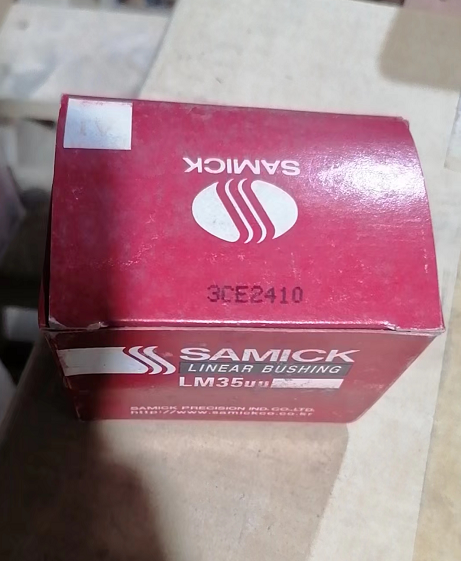 SAMICK
3CE2410
SAMICK
LINEAR BUSHING
LM35UU
SAMICK PRECISION IND.CO.,LTD.
http://www.samickco.co.kr